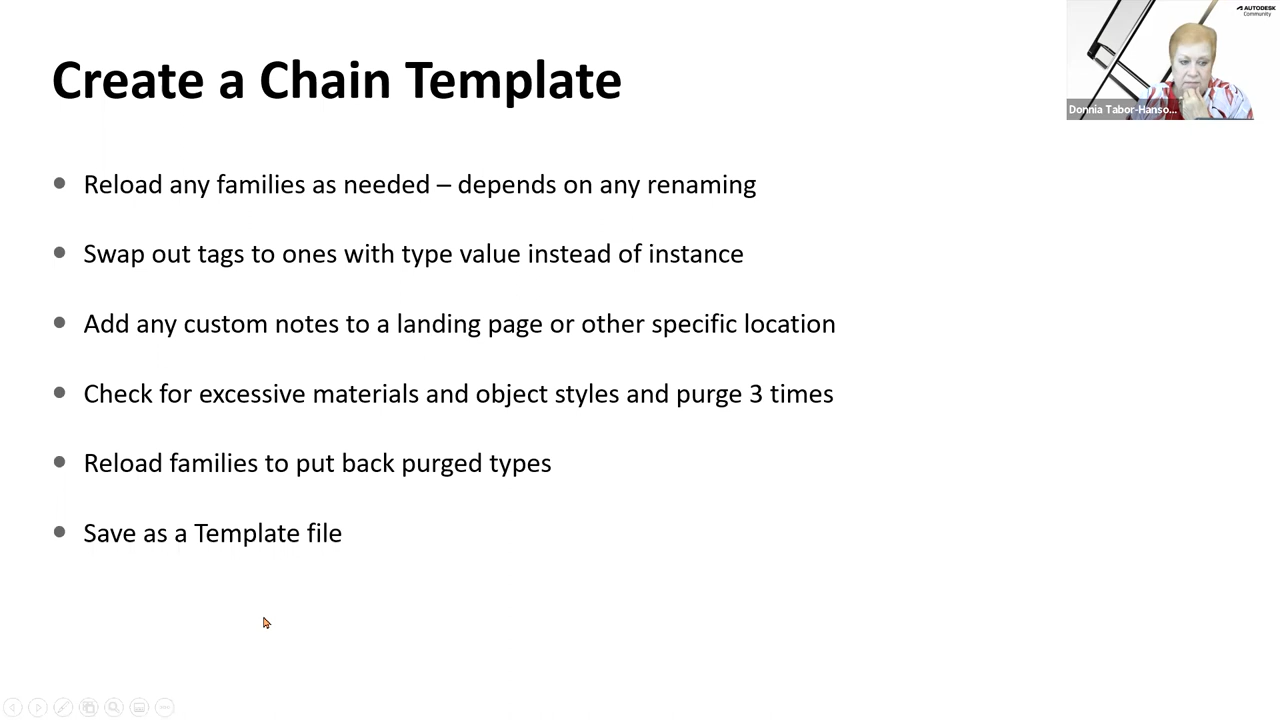 AUTODESK
Community
Create a Chain Template
Donnia Tabor-Hanso...
Reload any families as needed – depends on any renaming
Swap out tags to ones with type value instead of instance
Add any custom notes to a landing page or other specific location
Check for excessive materials and object styles and purge 3 times
Reload families to put back purged types
Save as a Template file